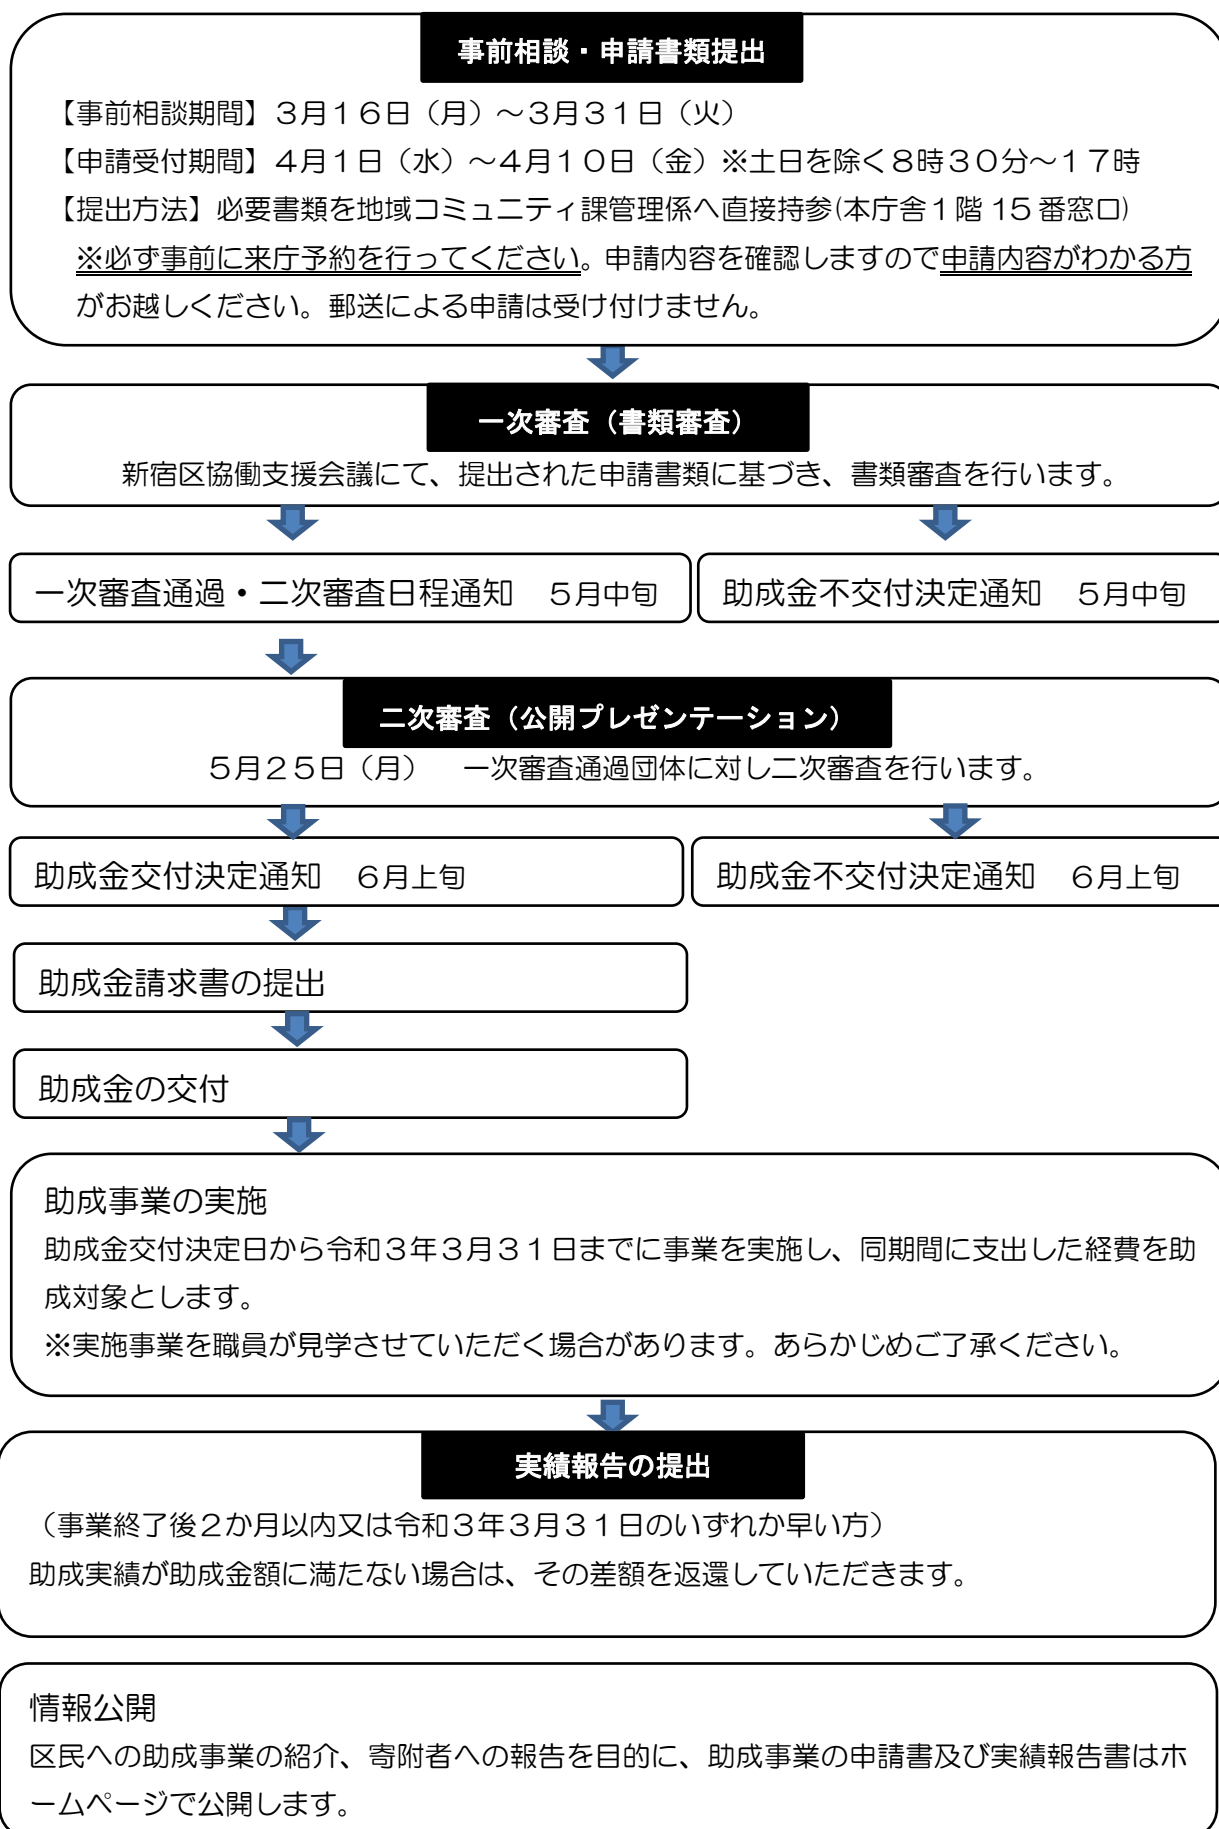 事前相談・申請書類提出
【事前相談期間】３月１６日（月）～３月３１日（火）
【申請受付期間】４月１日（水）～４月１０日（金）※土日を除く８時３０分～１７時
【提出方法】必要書類を地域コミュニティ課管理係へ直接持参(本庁舎１階 15 番窓口)
※必ず事前に来庁予約を行ってください。申請内容を確認しますので申請内容がわかる方
がお越しください。郵送による申請は受け付けません。
一次審査（書類審査）
新宿区協働支援会議にて、提出された申請書類に基づき、書類審査を行います。
一次審査通過・二次審査日程通知　５月中旬
助成金不交付決定通知　５月中旬
二次審査（公開プレゼンテーション）
５月２５日（月）　一次審査通過団体に対し二次審査を行います。
助成金交付決定通知　６月上旬
助成金不交付決定通知　６月上旬
助成金請求書の提出
助成金の交付
助成事業の実施
助成金交付決定日から令和３年３月３１日までに事業を実施し、同期間に支出した経費を助
成対象とします。
※実施事業を職員が見学させていただく場合があります。あらかじめご了承ください。
実績報告の提出
（事業終了後２か月以内又は令和３年３月３１日のいずれか早い方）
助成実績が助成金額に満たない場合は、その差額を返還していただきます。
情報公開
区民への助成事業の紹介、寄附者への報告を目的に、助成事業の申請書及び実績報告書はホ
ームページで公開します。